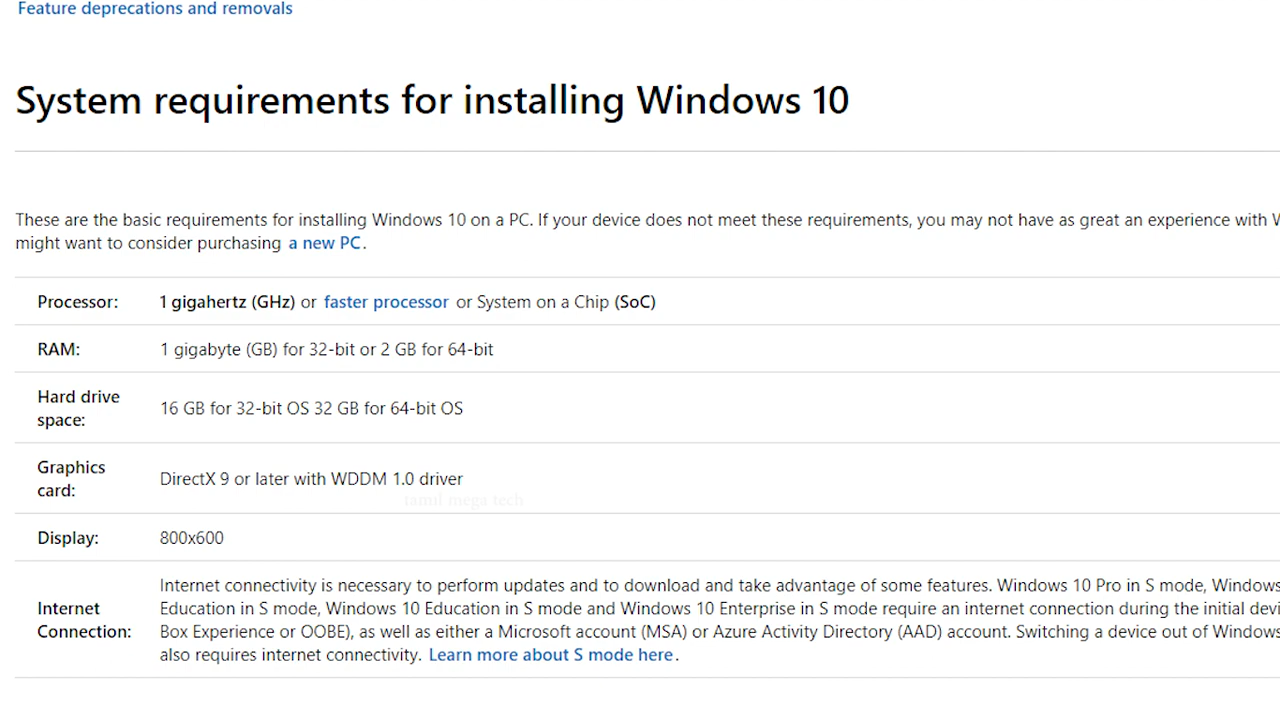 Feature deprecations and removals
System requirements for installing Windows 10
These are the basic requirements for installing Windows 10 on a PC. If your device does not meet these requirements, you may not have as great an experience with
might want to consider purchasing a new PC.
Processor: 1 gigahertz (GHz) or faster processor or System on a Chip (SoC)
RAM: 1 gigabyte (GB) for 32-bit or 2 GB for 64-bit
Hard drive
space:
16 GB for 32-bit OS 32 GB for 64-bit OS
Graphics
card:
DirectX 9 or later with WDDM 1.0 driver
tamil mega tech
Display: 800x600
Internet
Connection:
Internet connectivity is necessary to perform updates and to download and take advantage of some features. Windows 10 Pro in S mode, Windows
Education in S mode, Windows 10 Education in S mode and Windows 10 Enterprise in S mode require an internet connection during the initial
Box Experience or OOBE), as well as either a Microsoft account (MSA) or Azure Activity Directory (AAD) account. Switching a device out of Windows
also requires internet connectivity. Learn more about S mode here.